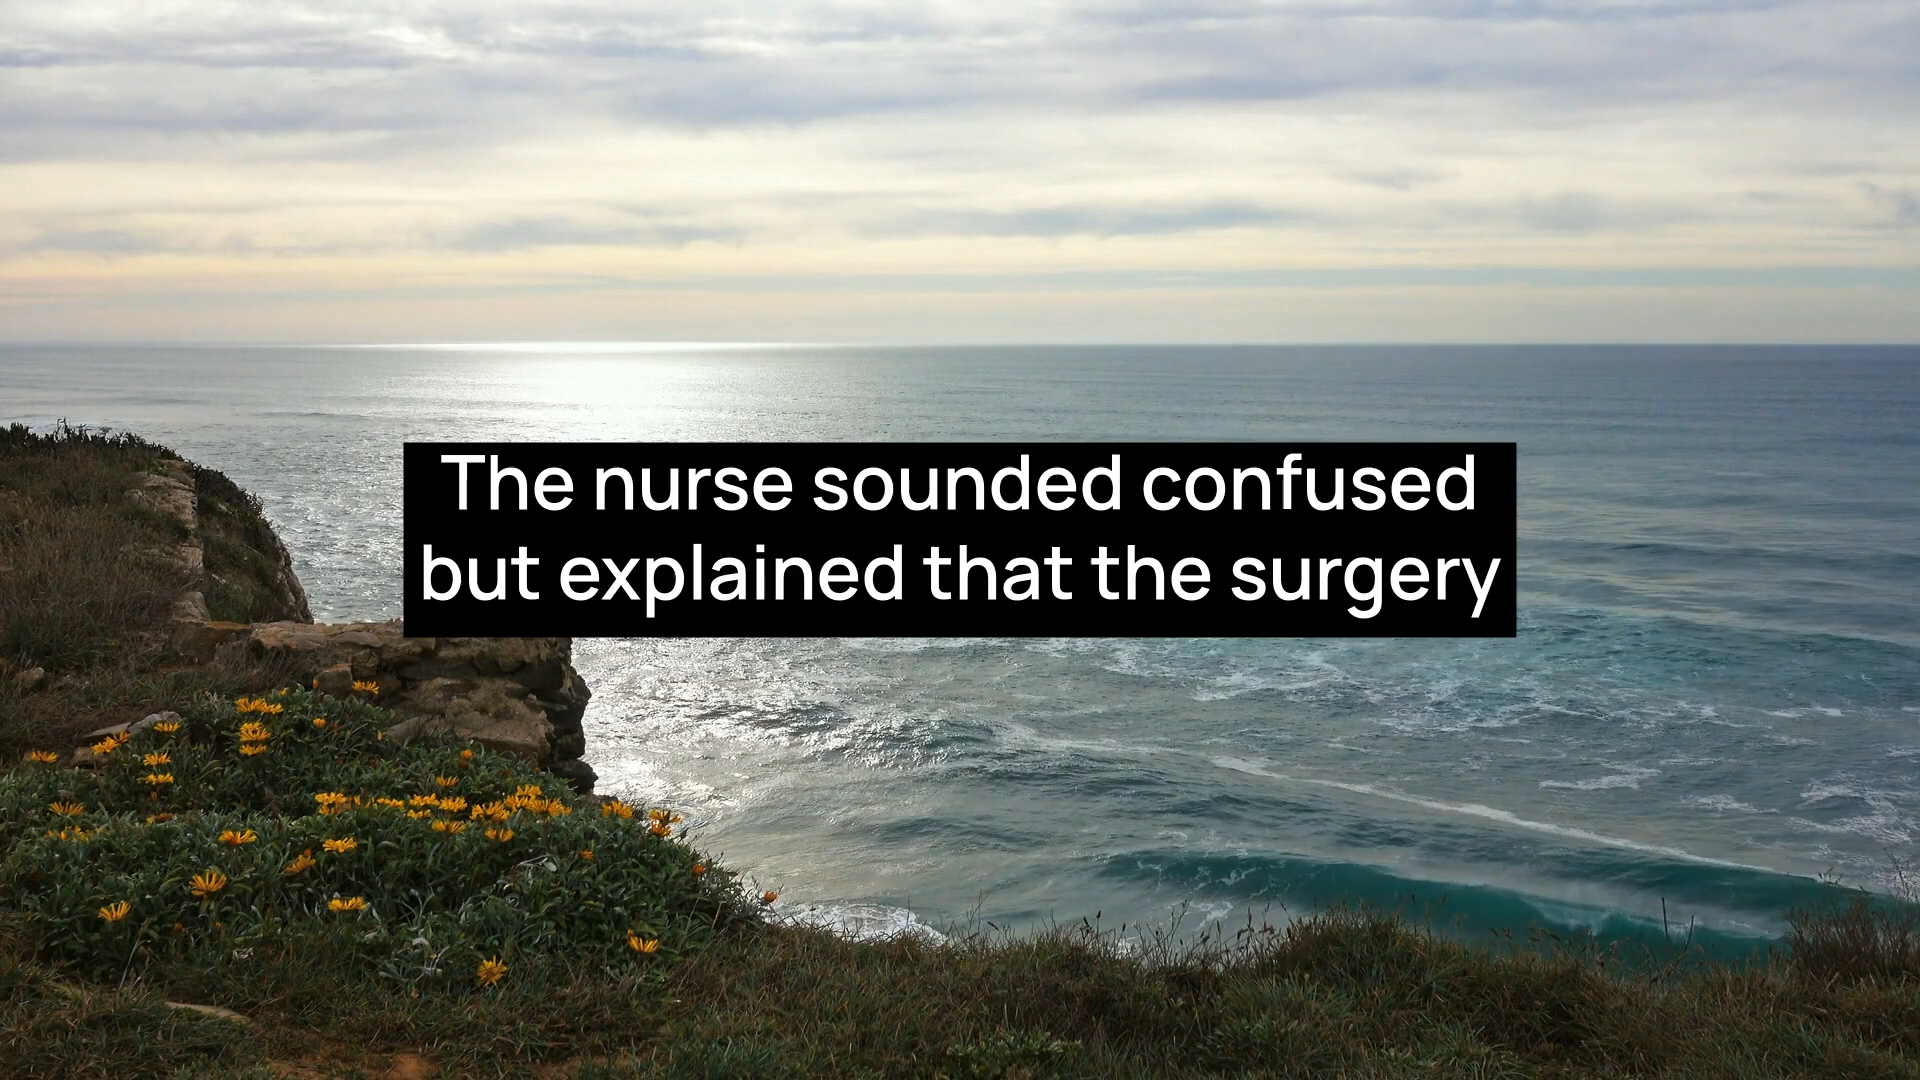 The nurse sounded confused
but explained that the surgery